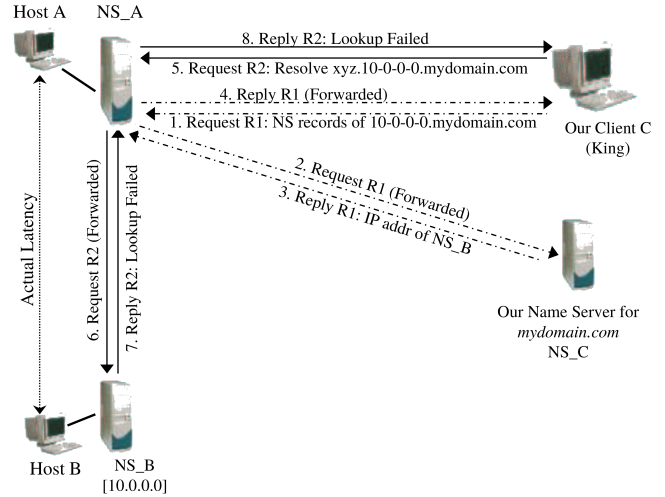 Host A
NS_A
8. Reply R2: Lookup Failed
5. Request R2: Resolve xyz.10-0-0-0.mydomain.com
4. Reply R1 (Forwarded)
1. Request R1: NS records of 10-0-0-0.mydomain.com
Our Client C
(King)
2. Request R1 (Forwarded)
3. Reply R1: IP addr of NS_B
Actual Latency
6. Request R2 (Forwarded)
7. Reply R2: Lookup Failed
Our Name Server for
mydomain.com
NS_C
Host B
NS_B
[10.0.0.0]